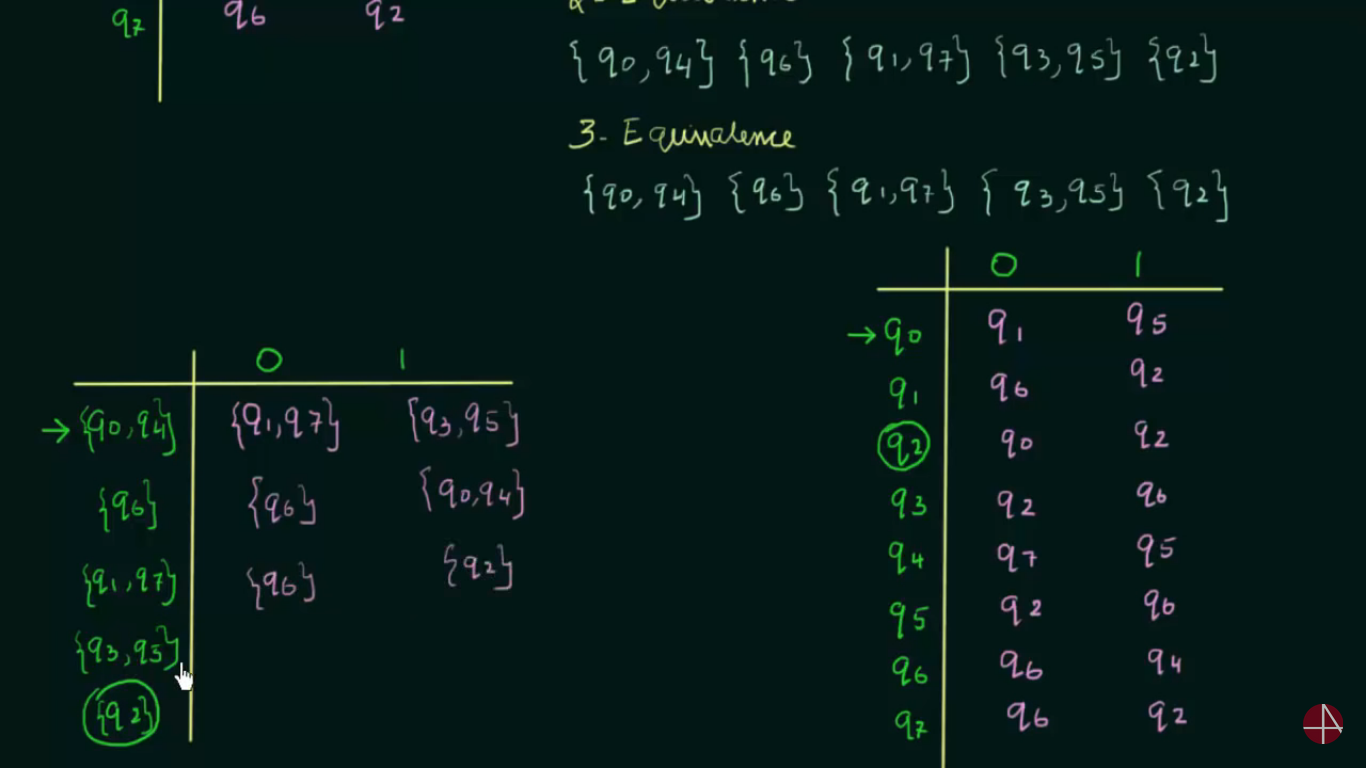 q7 q6 q2
{q0,q4} {q6} {q1,q7} {q3,q5} {q2}
3- Equivalence
{q0,q4} {q6} {q1,q7} {q3,q5} {q2}
0 1
→{q0,q4} {q1,q7} {q3,q5}
{q6} {q6} {q0,q4}
{q1,q7} {q6} {q2}
{q3,q5}
{q2}
0 1
→q0 q1 q5
q1 q6 q2
q2 q0 q2
q3 q2 q6
q4 q7 q5
q5 q2 q6
q6 q6 q4
q7 q6 q2